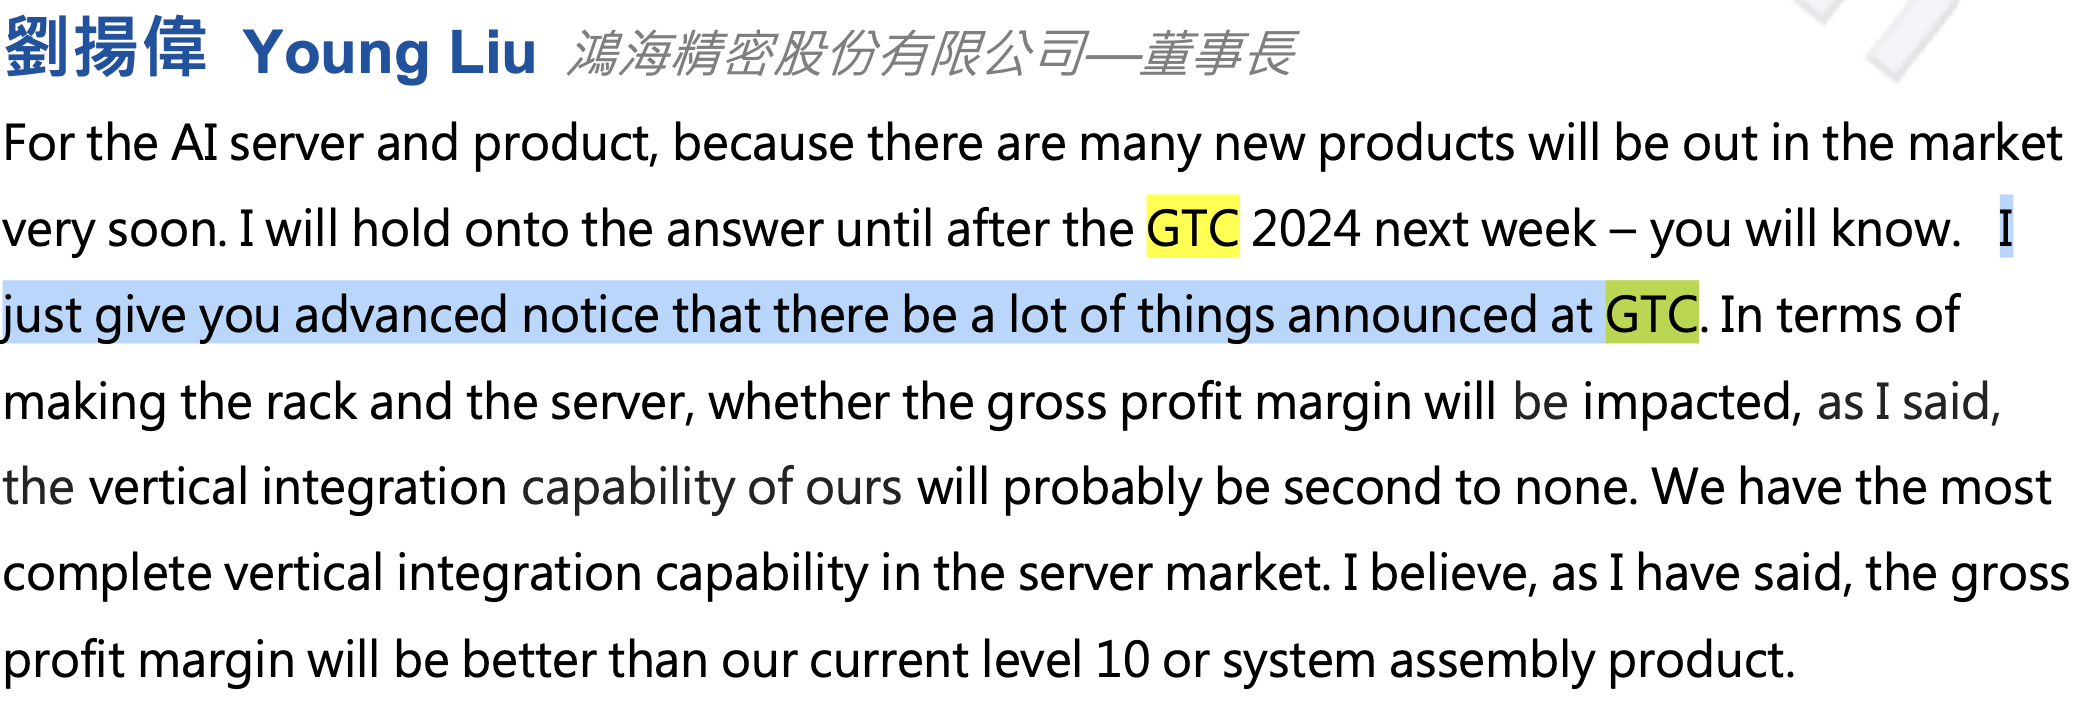 劉揚偉 Young Liu 鴻海精密股份有限公司—董事長
For the AI server and product, because there are many new products will be out in the market
very soon. I will hold onto the answer until after the GTC 2024 next week – you will know. I
just give you advanced notice that there be a lot of things announced at GTC. In terms of
making the rack and the server, whether the gross profit margin will be impacted, as I said,
the vertical integration capability of ours will probably be second to none. We have the most
complete vertical integration capability in the server market. I believe, as I have said, the gross
profit margin will be better than our current level 10 or system assembly product.